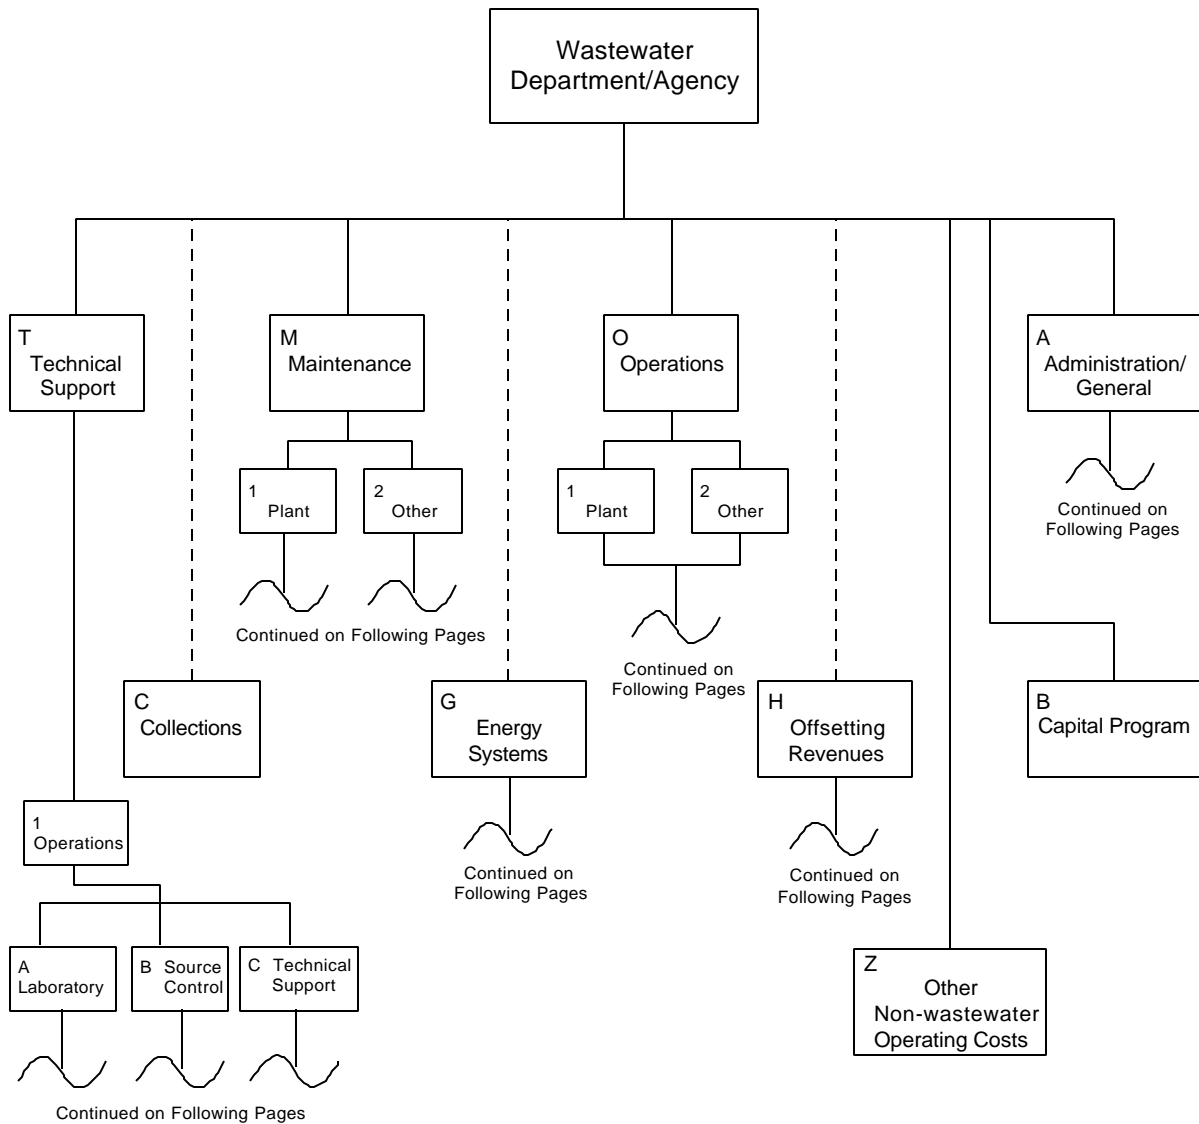 Wastewater
Department/Agency
T
Technical
Support
M
Maintenance
O
Operations
A
Administration/
General
1
Plant
2
Other
1
Plant
2
Other
Continued on
Following Pages
Continued on Following Pages
Continued on
Following Pages
C
Collections
G
Energy
Systems
H
Offsetting
Revenues
B
Capital Program
1
Operations
Continued on
Following Pages
Continued on
Following Pages
A
Laboratory
B Source
Control
C Technical
Support
Z
Other
Non-wastewater
Operating Costs
Continued on Following Pages